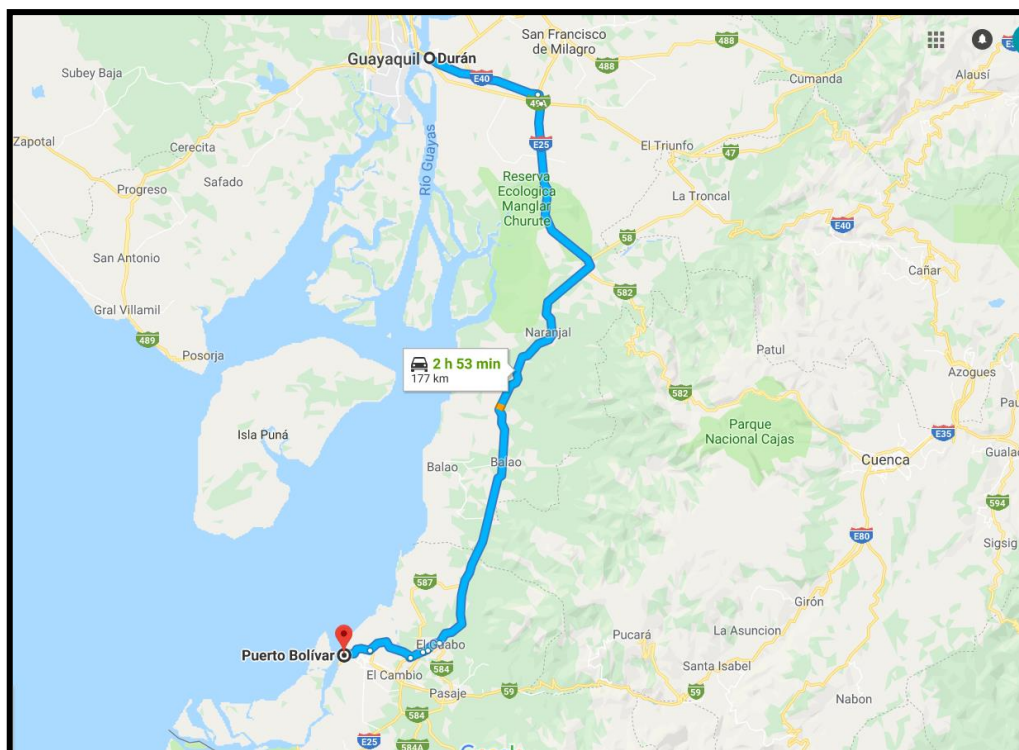 San Francisco
de Milagro
488
Guayaquil
Durán
E40
488
Subey Baja
Cumanda
Alausí
49A
Zapotal
Cerecita
E25
El Triunfo
47
Río Guayas
Progreso
Safado
Reserva
Ecologica
Manglar
Churute
La Troncal
E40
58
San Antonio
Cañar
582
Gral Villamil
489
Naranjal
Posorja
Patul
2 h 53 min
177 km
Azogues
582
Parque
Nacional Cajas
Isla Puná
E35
Cuenca
Balao
Balao
594
E80
587
Girón
Pucará
La Asuncion
Puerto Bolívar
El Guabo
584
El Cambio
Santa Isabel
Pasaje
59
59
Nabon
584
E25
584A